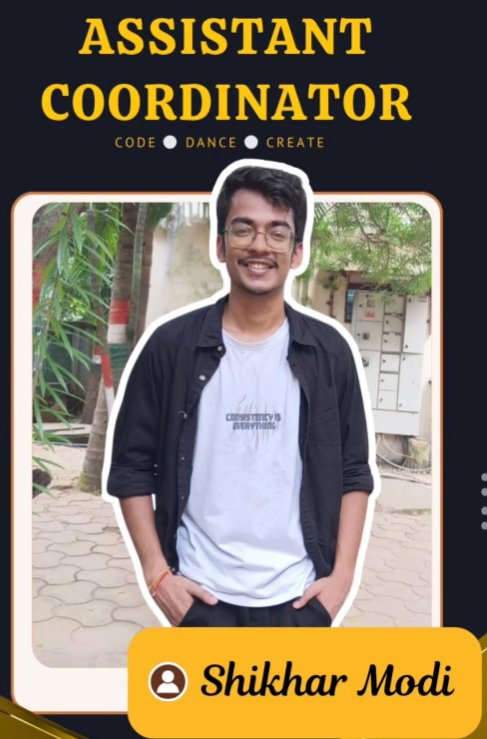 ASSISTANT
COORDINATOR
CODE ● DANCE ● CREATE
CONSISTENCY IS
EVERYTHING
Shikhar Modi